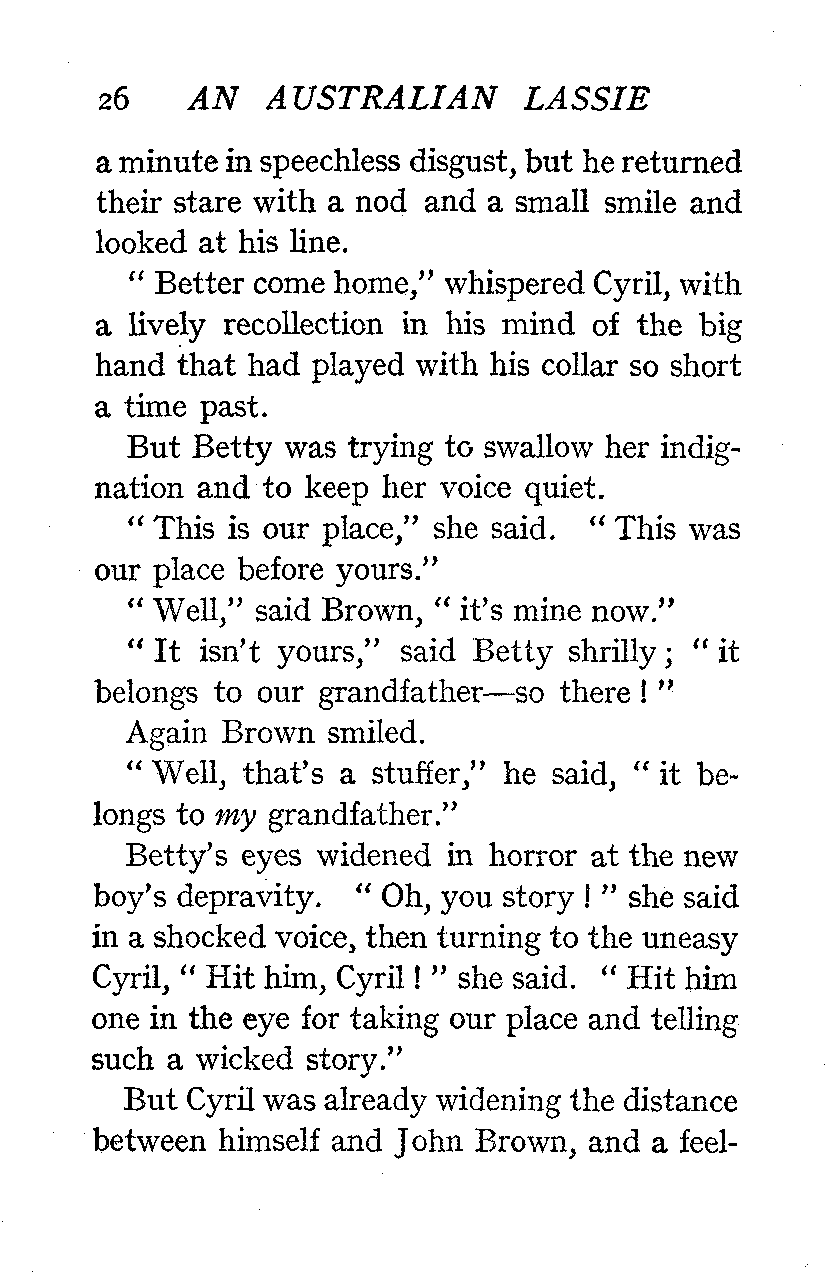 26 AN AUSTRALIAN LASSIE
a minute in speechless disgust, but he returned
their stare with a nod and a small smile and
looked at his line.
“ Better come home,” whispered Cyril, with
a lively recollection in his mind of the big
hand that had played with his collar so short
a time past.
But Betty was trying to swallow her indig-
nation and to keep her voice quiet.
“ This is our place,” she said. “ This was
our place before yours.”
“ Well,” said Brown, “ it’s mine now.”
“ It isn’t yours,” said Betty shrilly ; “ it
belongs to our grandfather—so there ! ”
Again Brown smiled.
“ Well, that’s a stuffer,” he said, “ it be-
longs to my grandfather.”
Betty’s eyes widened in horror at the new
boy’s depravity. “ Oh, you story ! ” she said
in a shocked voice, then turning to the uneasy
Cyril, “ Hit him, Cyril ! ” she said. “ Hit him
one in the eye for taking our place and telling
such a wicked story.”
But Cyril was already widening the distance
between himself and John Brown, and a feel-